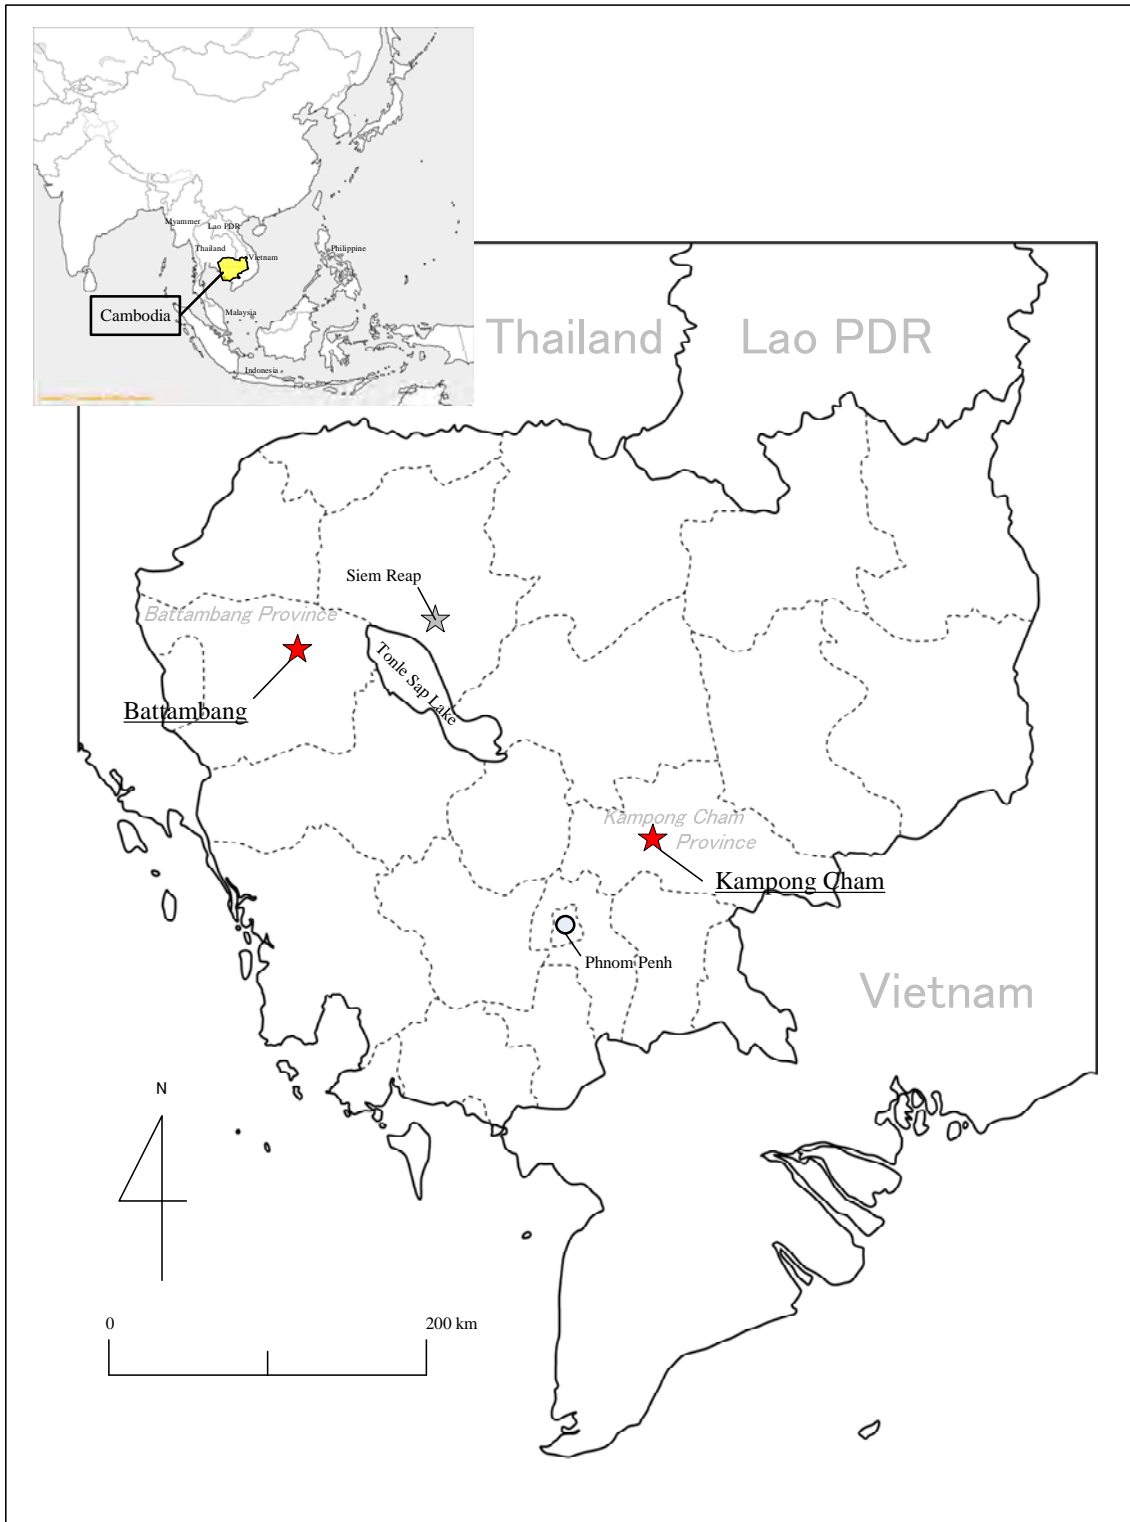 Myammer
Lao PDR
Thailand
Vietnam
Philippine
Cambodia
Malaysia
Indonesia
Thailand
Lao PDR
Siem Reap
Battambang Province
Tonle Sap Lake
Battambang
Kampong Cham
Province
Kampong Cham
Phnom Penh
Vietnam
N
0
200 km